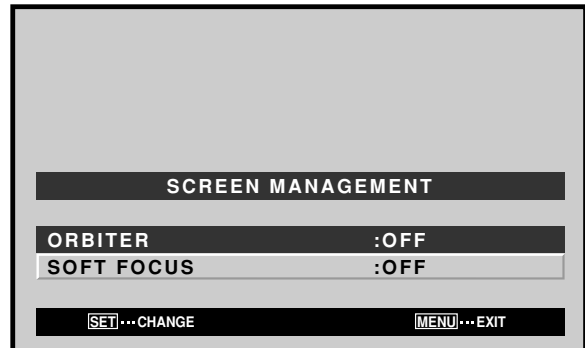 SCREEN MANAGEMENT
ORBITER :OFF
SOFT FOCUS :OFF
SET···CHANGE MENU···EXIT